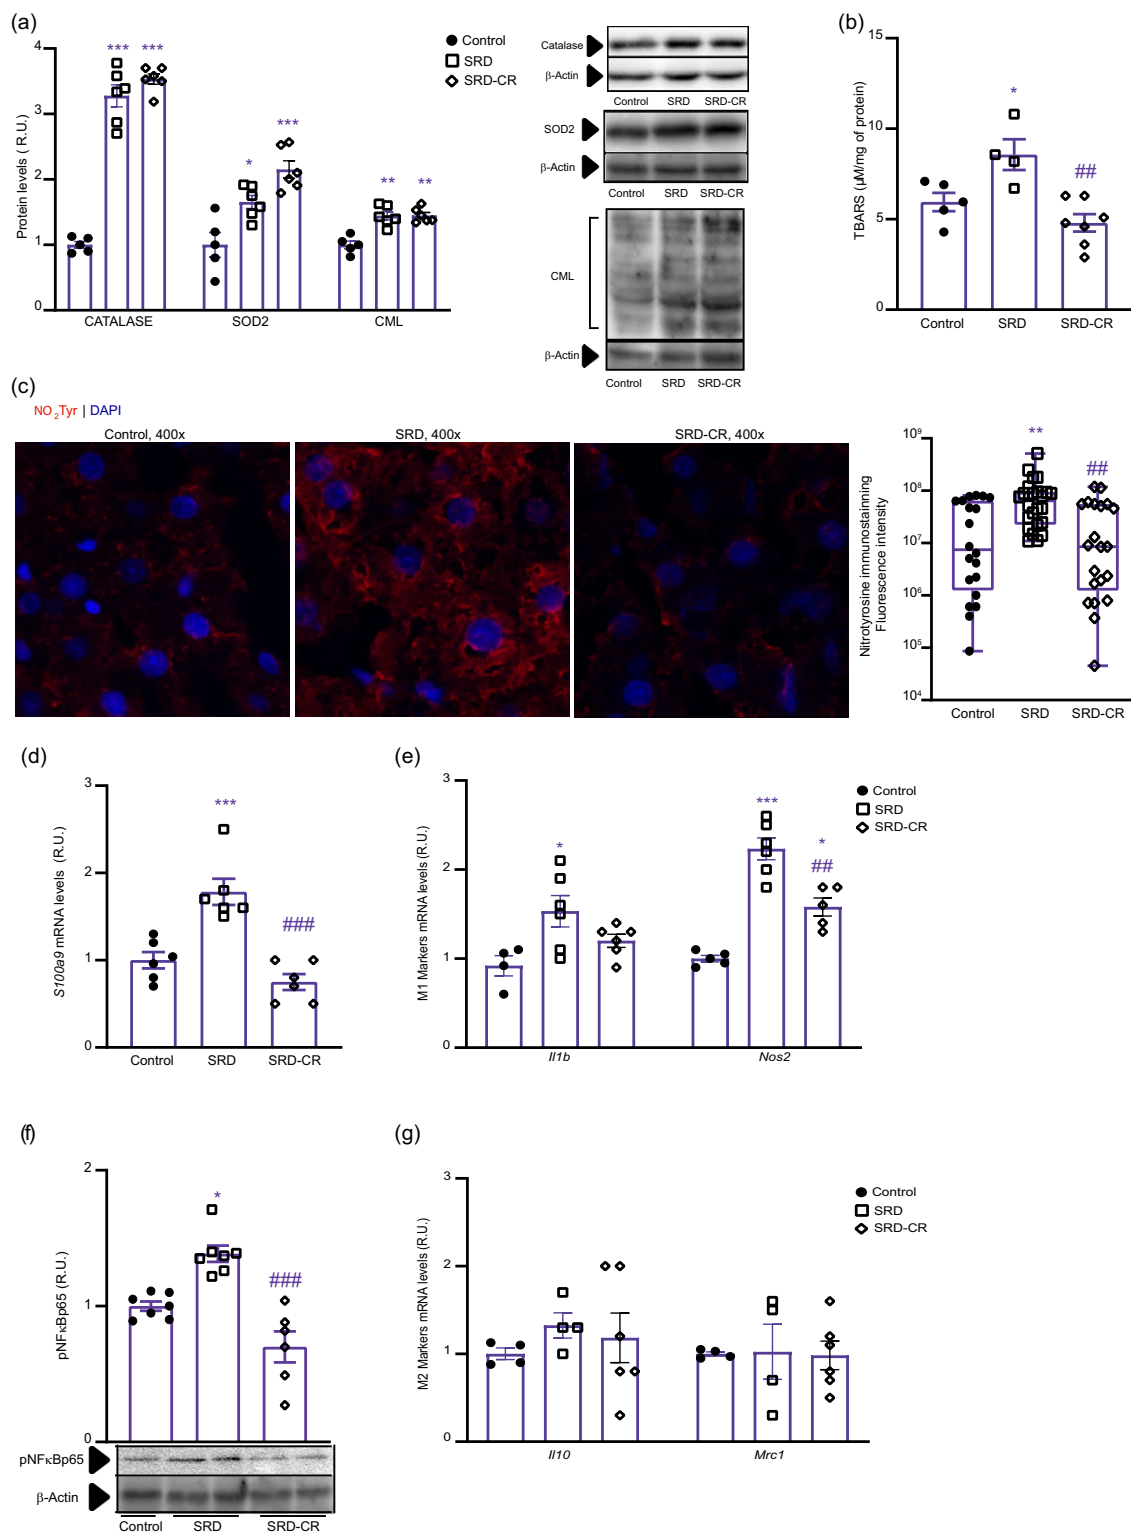 (a)
Protein levels ( R.U.)
4
3
2
1
0
***
***
*
***
**
**
CATALASE
SOD2
CML
Control
SRD
SRD-CR
Catalase
β-Actin
Control SRD SRD-CR
SOD2
β-Actin
Control SRD SRD-CR
CML
β-Actin
Control SRD SRD-CR
(b)
TBARS (µM/mg of protein)
15
10
5
0
*
##
Control SRD SRD-CR
(c)
NO2Tyr | DAPI
Control, 400x
SRD, 400x
SRD-CR, 400x
Nitrotyrosine immunostainning
Fluorescence intensity
10⁹
10⁸
10⁷
10⁶
10⁵
10⁴
**
##
Control SRD SRD-CR
(d)
S100a9 mRNA levels (R.U.)
3
2
1
0
***
###
Control SRD SRD-CR
(e)
M1 Markers mRNA levels (R.U.)
3
2
1
0
*
***
*
##
Il1b
Nos2
Control
SRD
SRD-CR
(f)
pNFκBp65 (R.U.)
2
1
0
*
###
pNFκBp65
β-Actin
Control SRD SRD-CR
(g)
M2 Markers mRNA levels (R.U.)
3
2
1
0
Il10
Mrc1
Control
SRD
SRD-CR